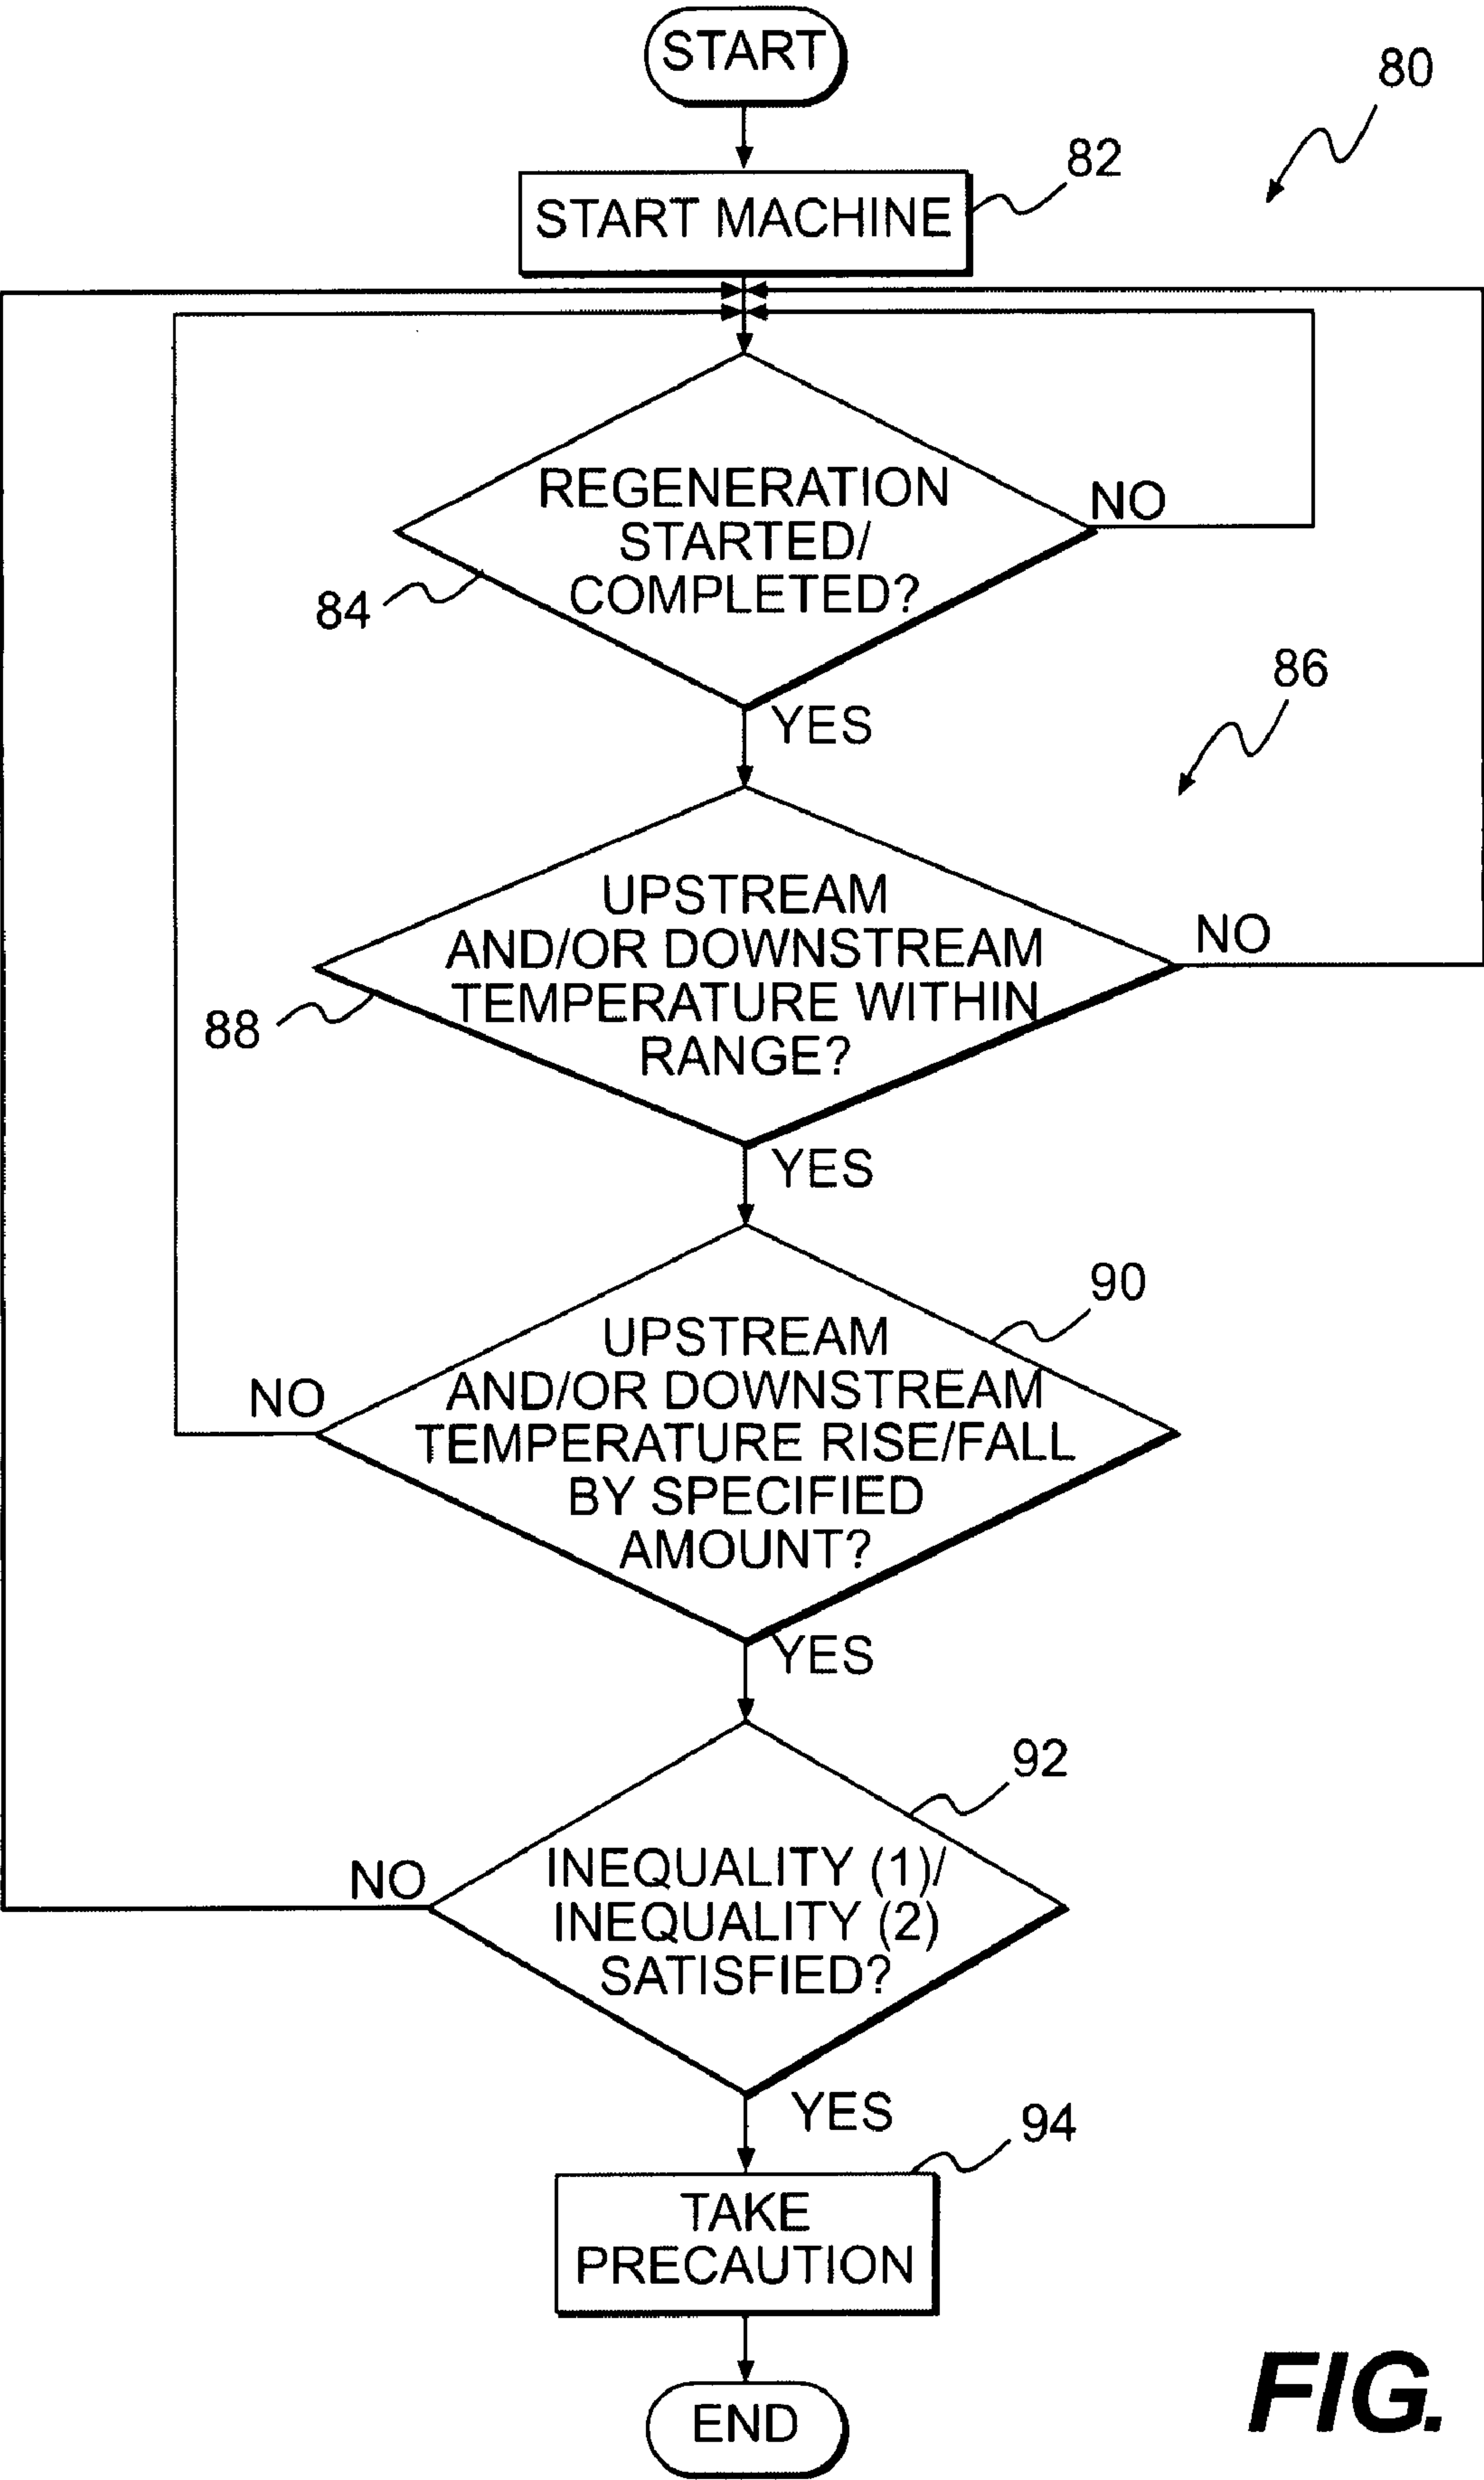 START
80
82
START MACHINE
REGENERATION
STARTED/
COMPLETED?
NO
84
86
YES
UPSTREAM
AND/OR DOWNSTREAM
TEMPERATURE WITHIN
RANGE?
NO
88
YES
90
UPSTREAM
AND/OR DOWNSTREAM
TEMPERATURE RISE/FALL
BY SPECIFIED
AMOUNT?
NO
YES
92
INEQUALITY (1)/
INEQUALITY (2)
SATISFIED?
NO
YES
94
TAKE
PRECAUTION
END
FIG.